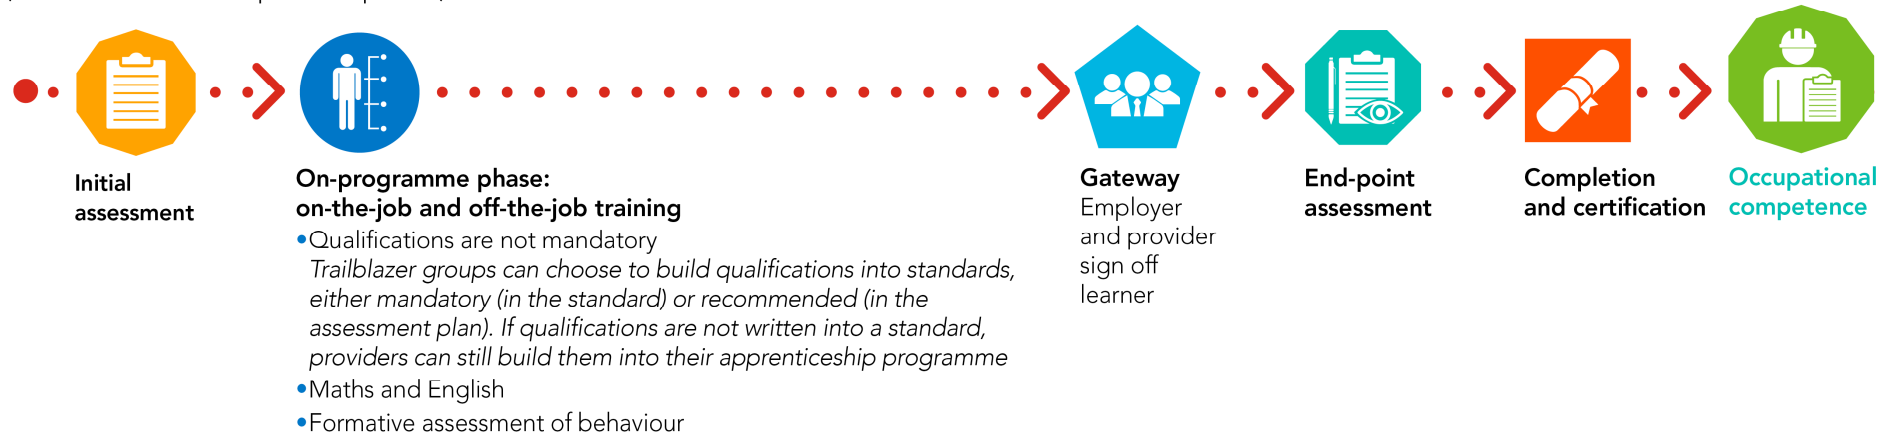 Initial
assessment
On-programme phase:
on-the-job and off-the-job training
•Qualifications are not mandatory
Trailblazer groups can choose to build qualifications into standards,
either mandatory (in the standard) or recommended (in the
assessment plan). If qualifications are not written into a standard,
providers can still build them into their apprenticeship programme
•Maths and English
•Formative assessment of behaviour
Gateway
Employer
and provider
sign off
learner
End-point
assessment
Completion
and certification
Occupational
competence